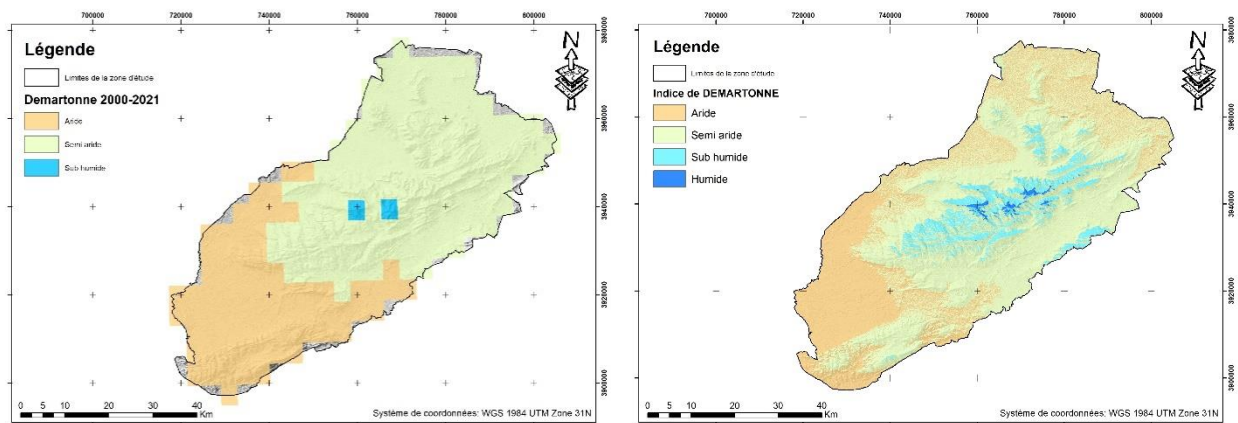 700000 720000 740000 760000 780000 800000
Légende
Limites de la zone d'étude
Demartonne 2000-2021
Aride
Semi aride
Sub humide
N
3980000
3960000
3940000
3920000
3900000
0 5 10 20 30 40
Km
Système de coordonnées: WGS 1984 UTM Zone 31N
700000 720000 740000 760000 780000 800000
Légende
Limites de la zone d'étude
Indice de DEMARTONNE
Aride
Semi aride
Sub humide
Humide
N
3980000
3960000
3940000
3920000
3900000
0 5 10 20 30 40
Km
Système de coordonnées: WGS 1984 UTM Zone 31N